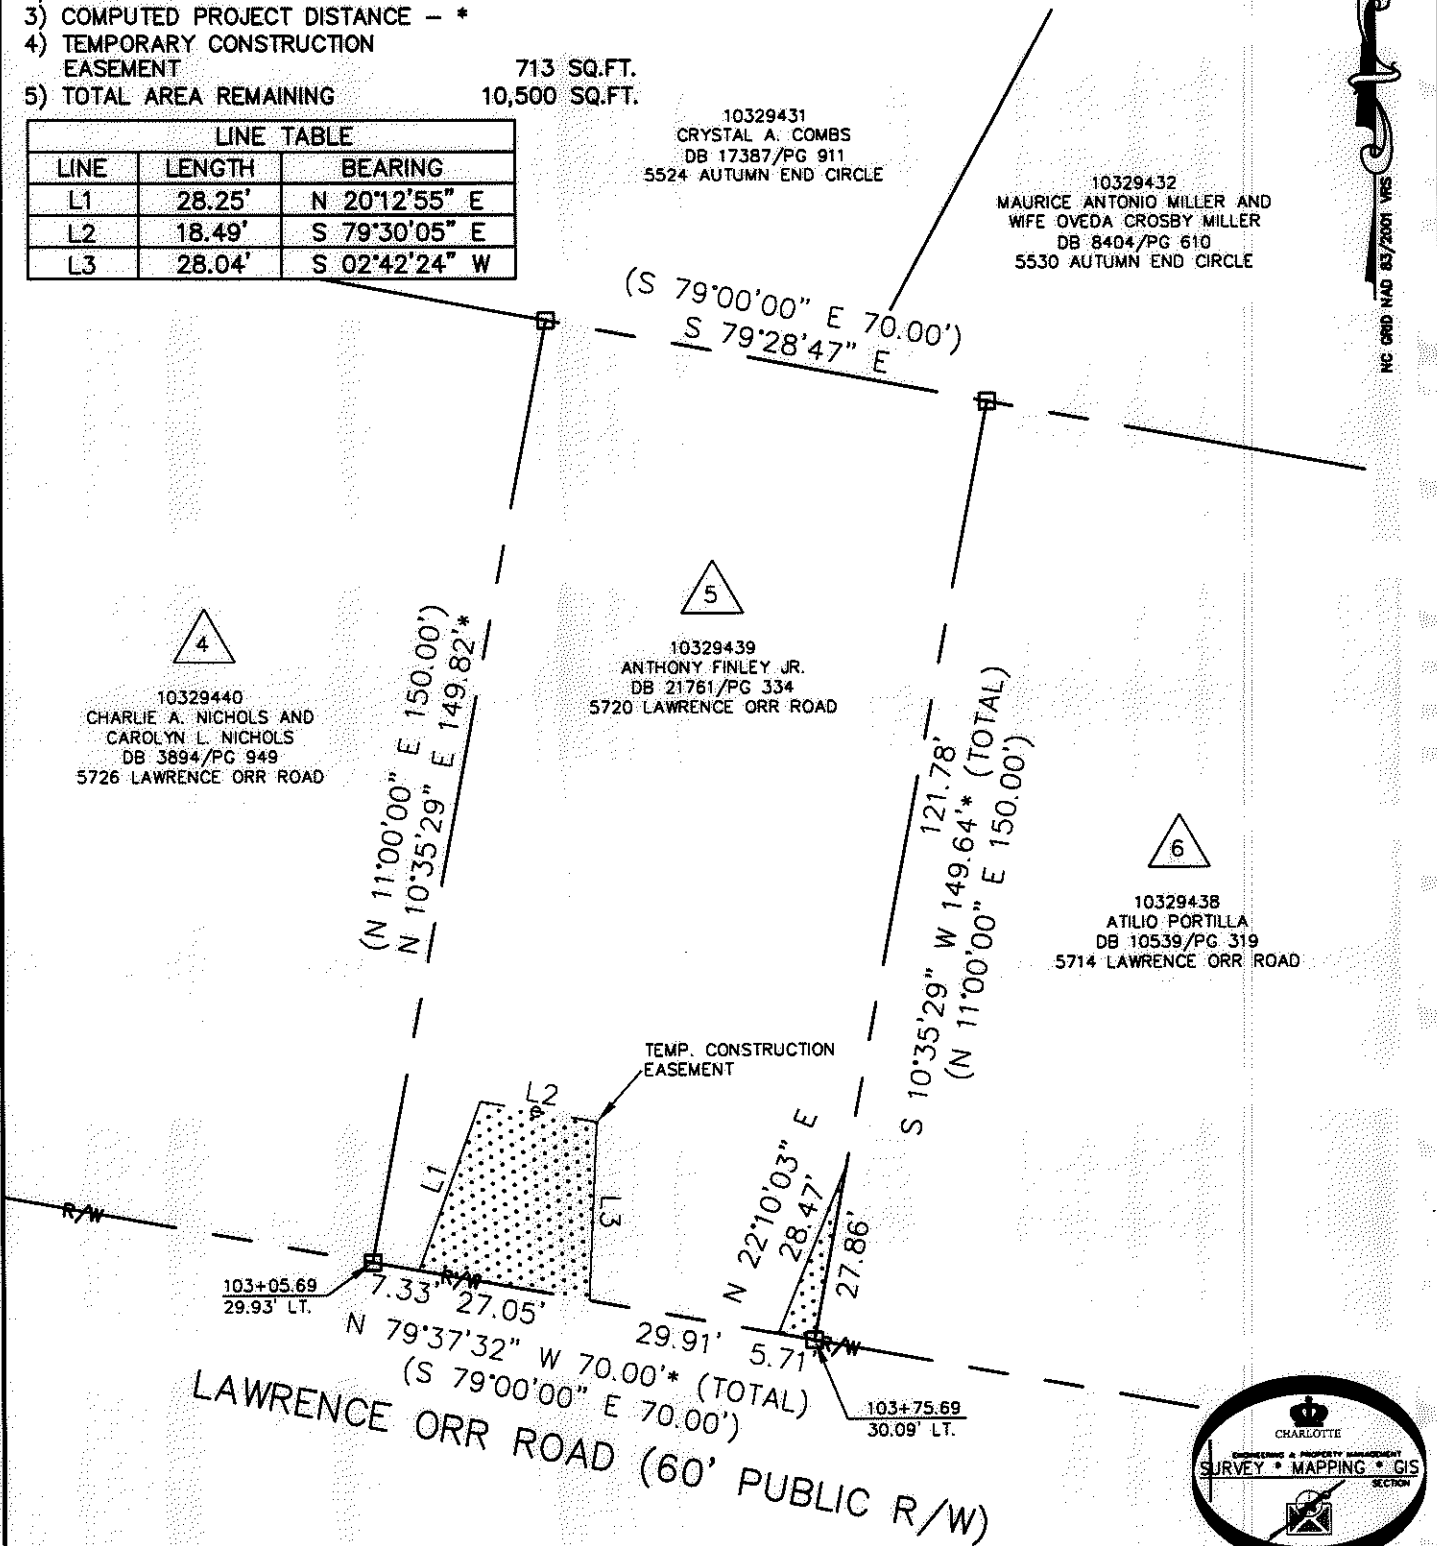 3) COMPUTED PROJECT DISTANCE - *
4) TEMPORARY CONSTRUCTION
EASEMENT 713 SQ.FT.
5) TOTAL AREA REMAINING 10,500 SQ.FT.
LINE TABLE
LINE LENGTH BEARING
L1 28.25' N 20°12'55" E
L2 18.49' S 79°30'05" E
L3 28.04' S 02°42'24" W
10329431
CRYSTAL A. COMBS
DB 17387/PG 911
5524 AUTUMN END CIRCLE
10329432
MAURICE ANTONIO MILLER AND
WIFE OVEDA CROSBY MILLER
DB 8404/PG 610
5530 AUTUMN END CIRCLE
NC GRID NAD 83/2001 VRS
(S 79°00'00" E 70.00')
S 79°28'47" E
4
10329440
CHARLIE A. NICHOLS AND
CAROLYN L. NICHOLS
DB 3894/PG 949
5726 LAWRENCE ORR ROAD
(N 11°00'00" E 150.00')
N 10°35'29" E 149.82'*
5
10329439
ANTHONY FINLEY JR.
DB 21761/PG 334
5720 LAWRENCE ORR ROAD
121.78'
S 10°35'29" W 149.64'* (TOTAL)
(N 11°00'00" E 150.00')
6
10329438
ATILIO PORTILLA
DB 10539/PG 319
5714 LAWRENCE ORR ROAD
TEMP. CONSTRUCTION
EASEMENT
L2
L1
L3
N 22°10'03" E
28.47'
27.86'
R/W
R/W
R/W
103+05.69
29.93' LT.
7.33' 27.05' 29.91' 5.71'
N 79°37'32" W 70.00'* (TOTAL)
(S 79°00'00" E 70.00')
103+75.69
30.09' LT.
LAWRENCE ORR ROAD (60' PUBLIC R/W)
CHARLOTTE
ENGINEERING & PROPERTY MANAGEMENT
SURVEY * MAPPING * GIS
SECTION